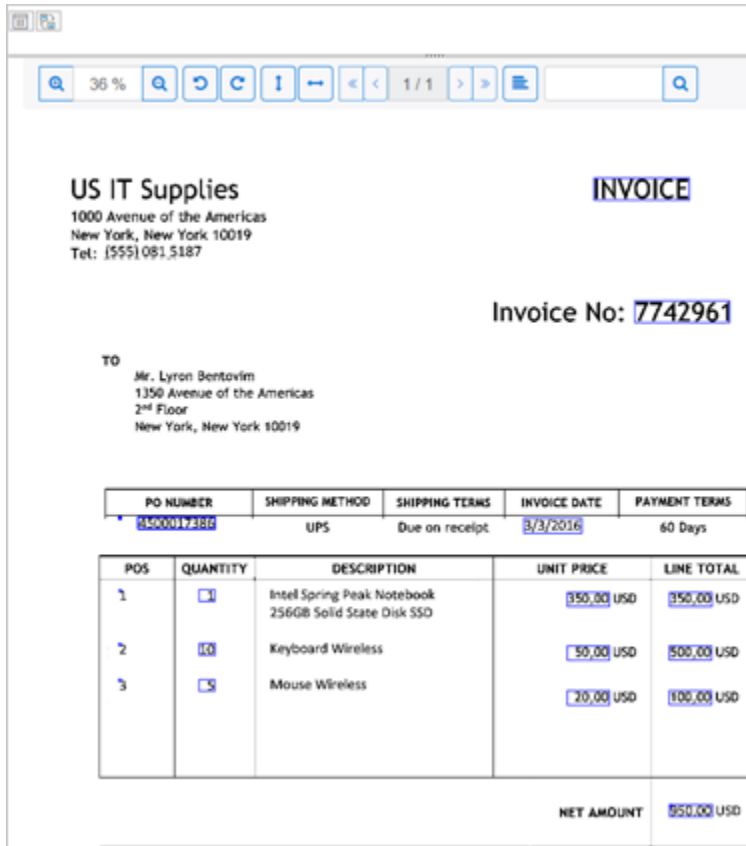 36 %
1 / 1
US IT Supplies
INVOICE
1000 Avenue of the Americas
New York, New York 10019
Tel: (555) 081 5187
Invoice No: 7742961
TO
Mr. Lyron Bentovim
1350 Avenue of the Americas
2nd Floor
New York, New York 10019
PO NUMBER SHIPPING METHOD SHIPPING TERMS INVOICE DATE PAYMENT TERMS
4500017386 UPS Due on receipt 3/3/2016 60 Days
POS QUANTITY DESCRIPTION UNIT PRICE LINE TOTAL
1 1 Intel Spring Peak Notebook 350,00 USD 350,00 USD
256GB Solid State Disk SSD
2 10 Keyboard Wireless 50,00 USD 500,00 USD
3 5 Mouse Wireless 20,00 USD 100,00 USD
NET AMOUNT 950.00 USD